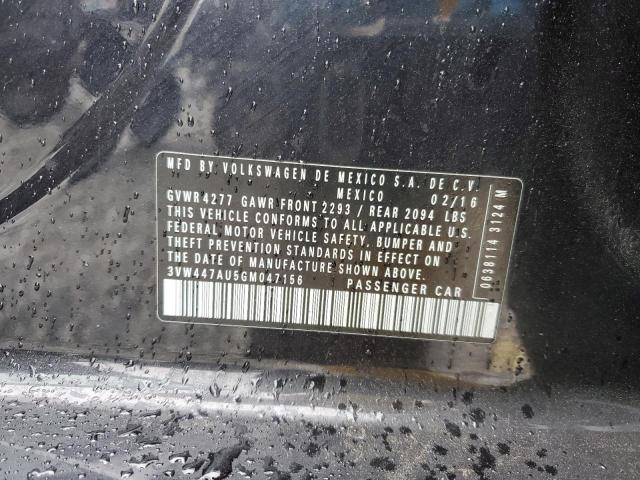 MFD BY VOLKSWAGEN DE MEXICO S.A. DE C.V.
MEXICO 02/16
GVWR4277 GAWR FRONT 2293 / REAR 2094 LBS
THIS VEHICLE CONFORMS TO ALL APPLICABLE U.S.
FEDERAL MOTOR VEHICLE SAFETY, BUMPER AND
THEFT PREVENTION STANDARDS IN EFFECT ON
THE DATE OF MANUFACTURE SHOWN ABOVE.
3VW447AU5GM047156 PASSENGER CAR
0638114 3124 M